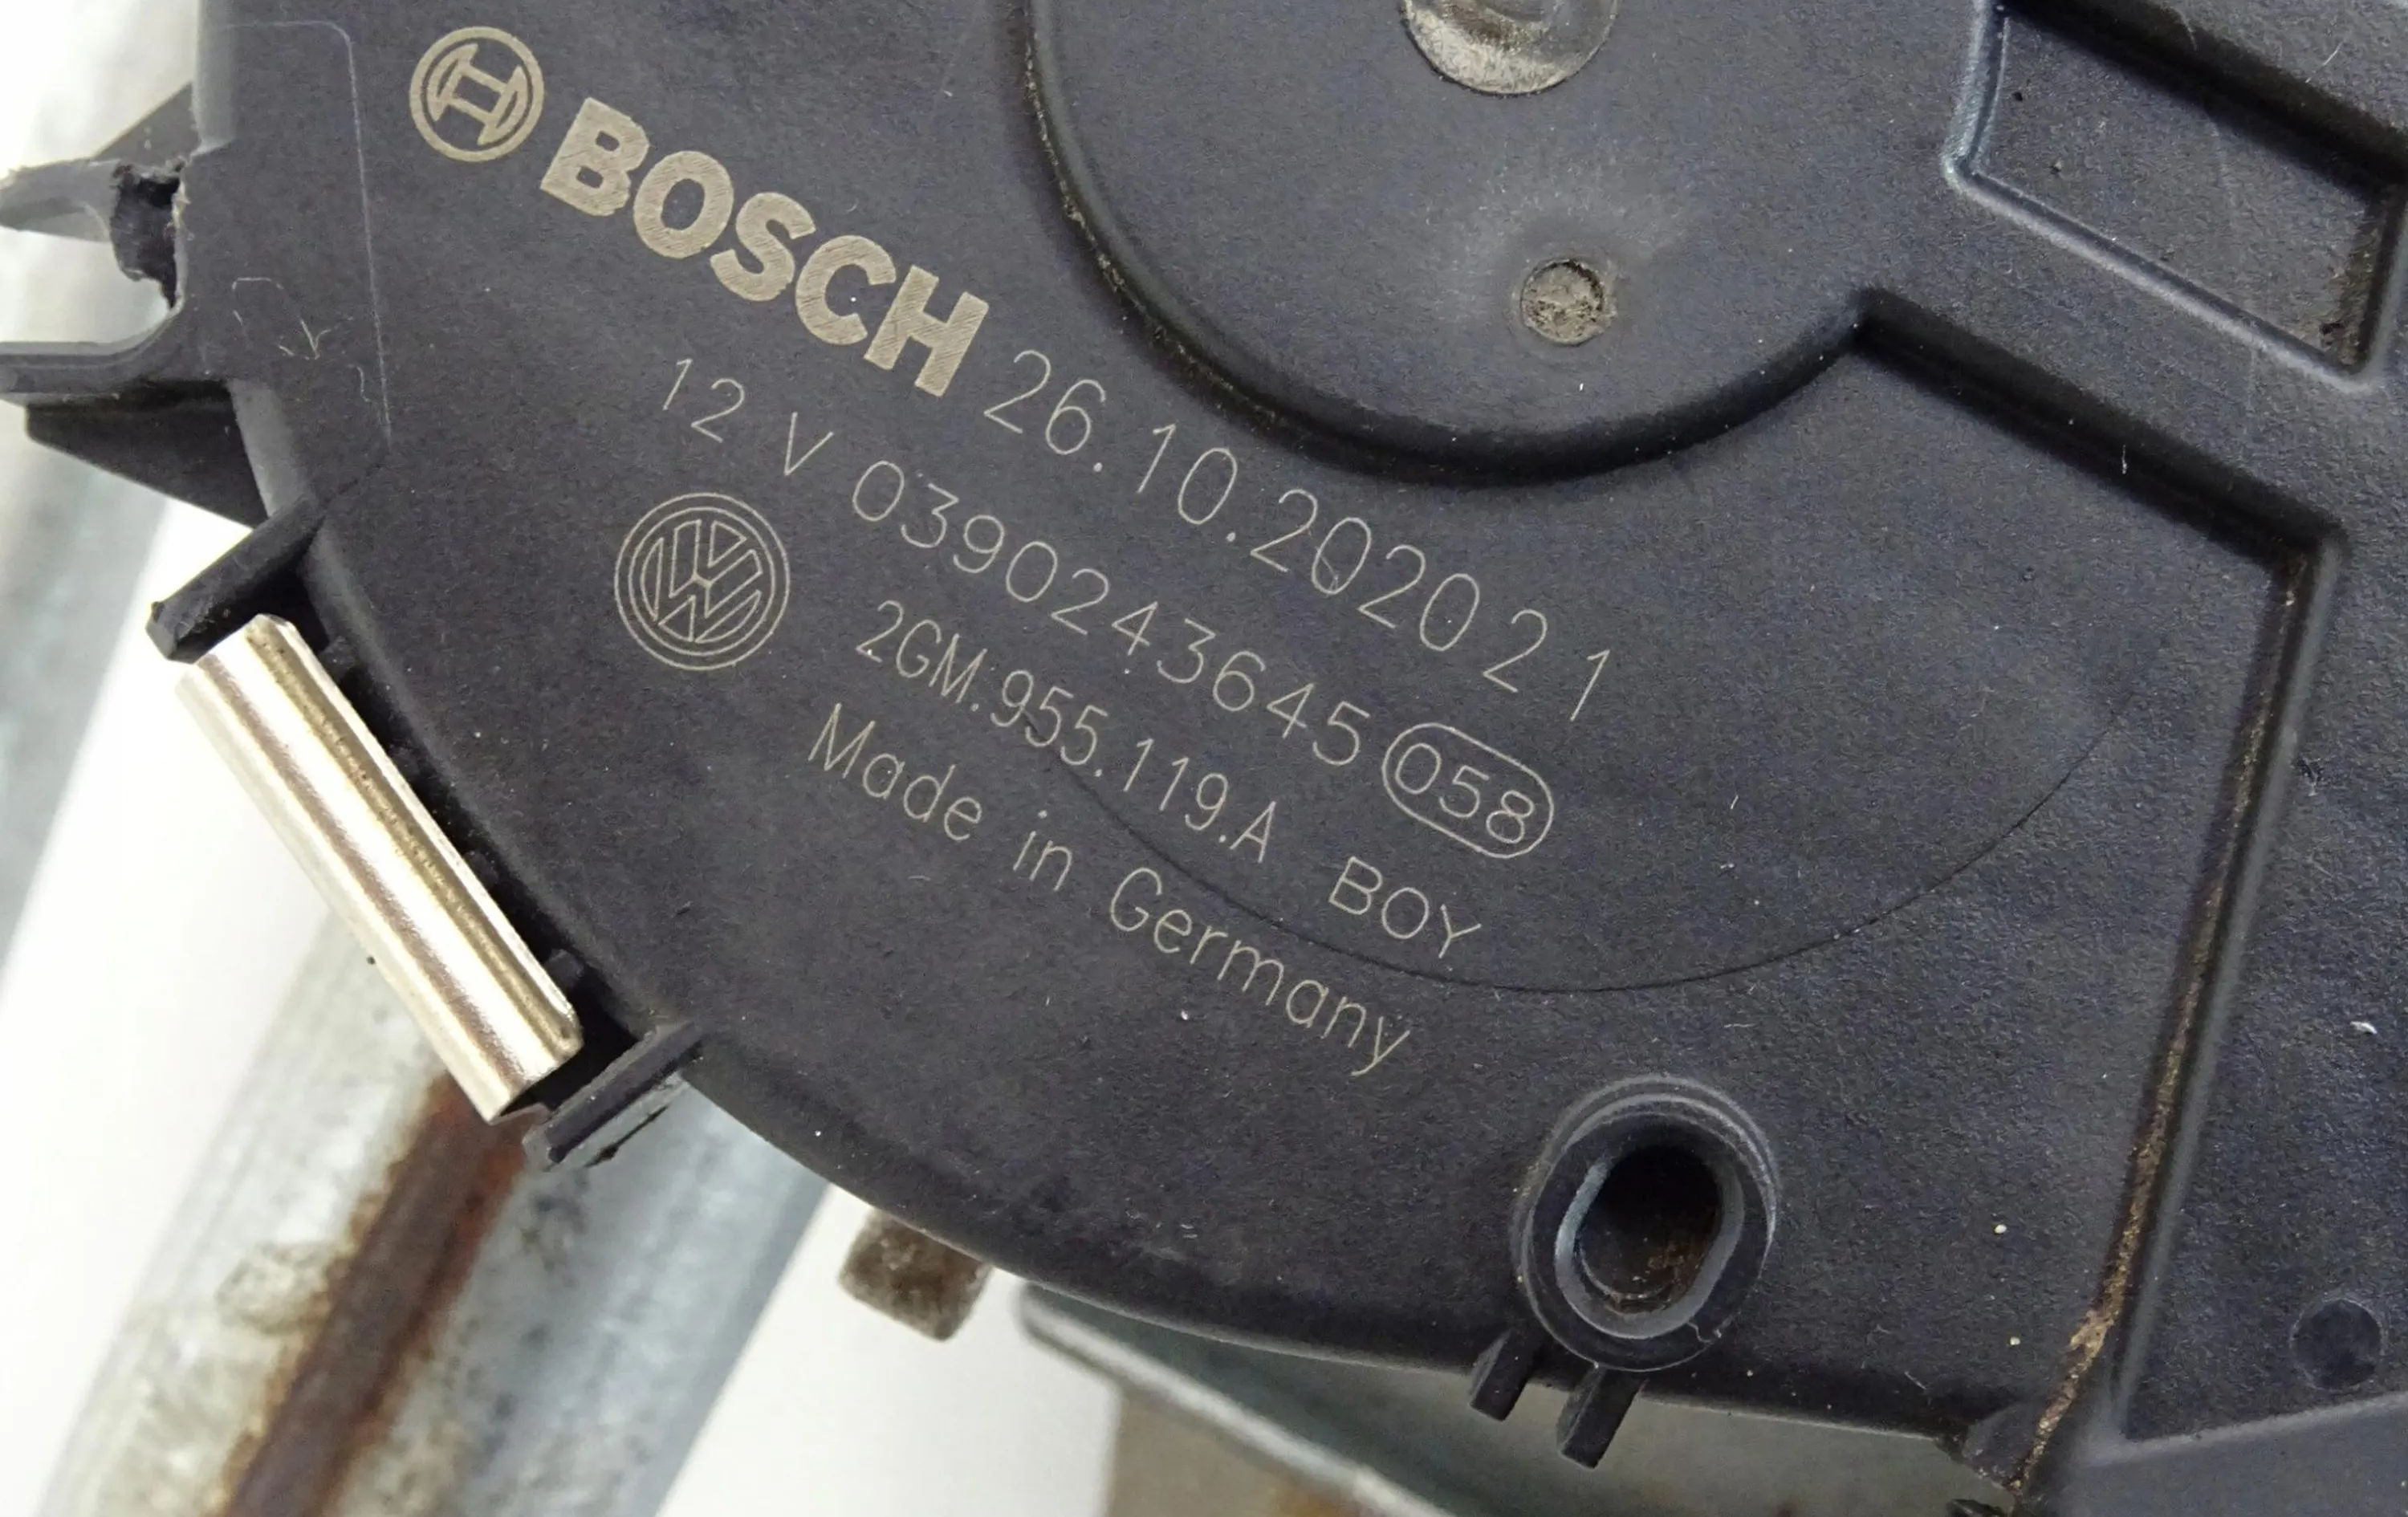 BOSCH 26.10.2020 21
12 V 0390243645 058
2GM.955.119.A BOY
Made in Germany